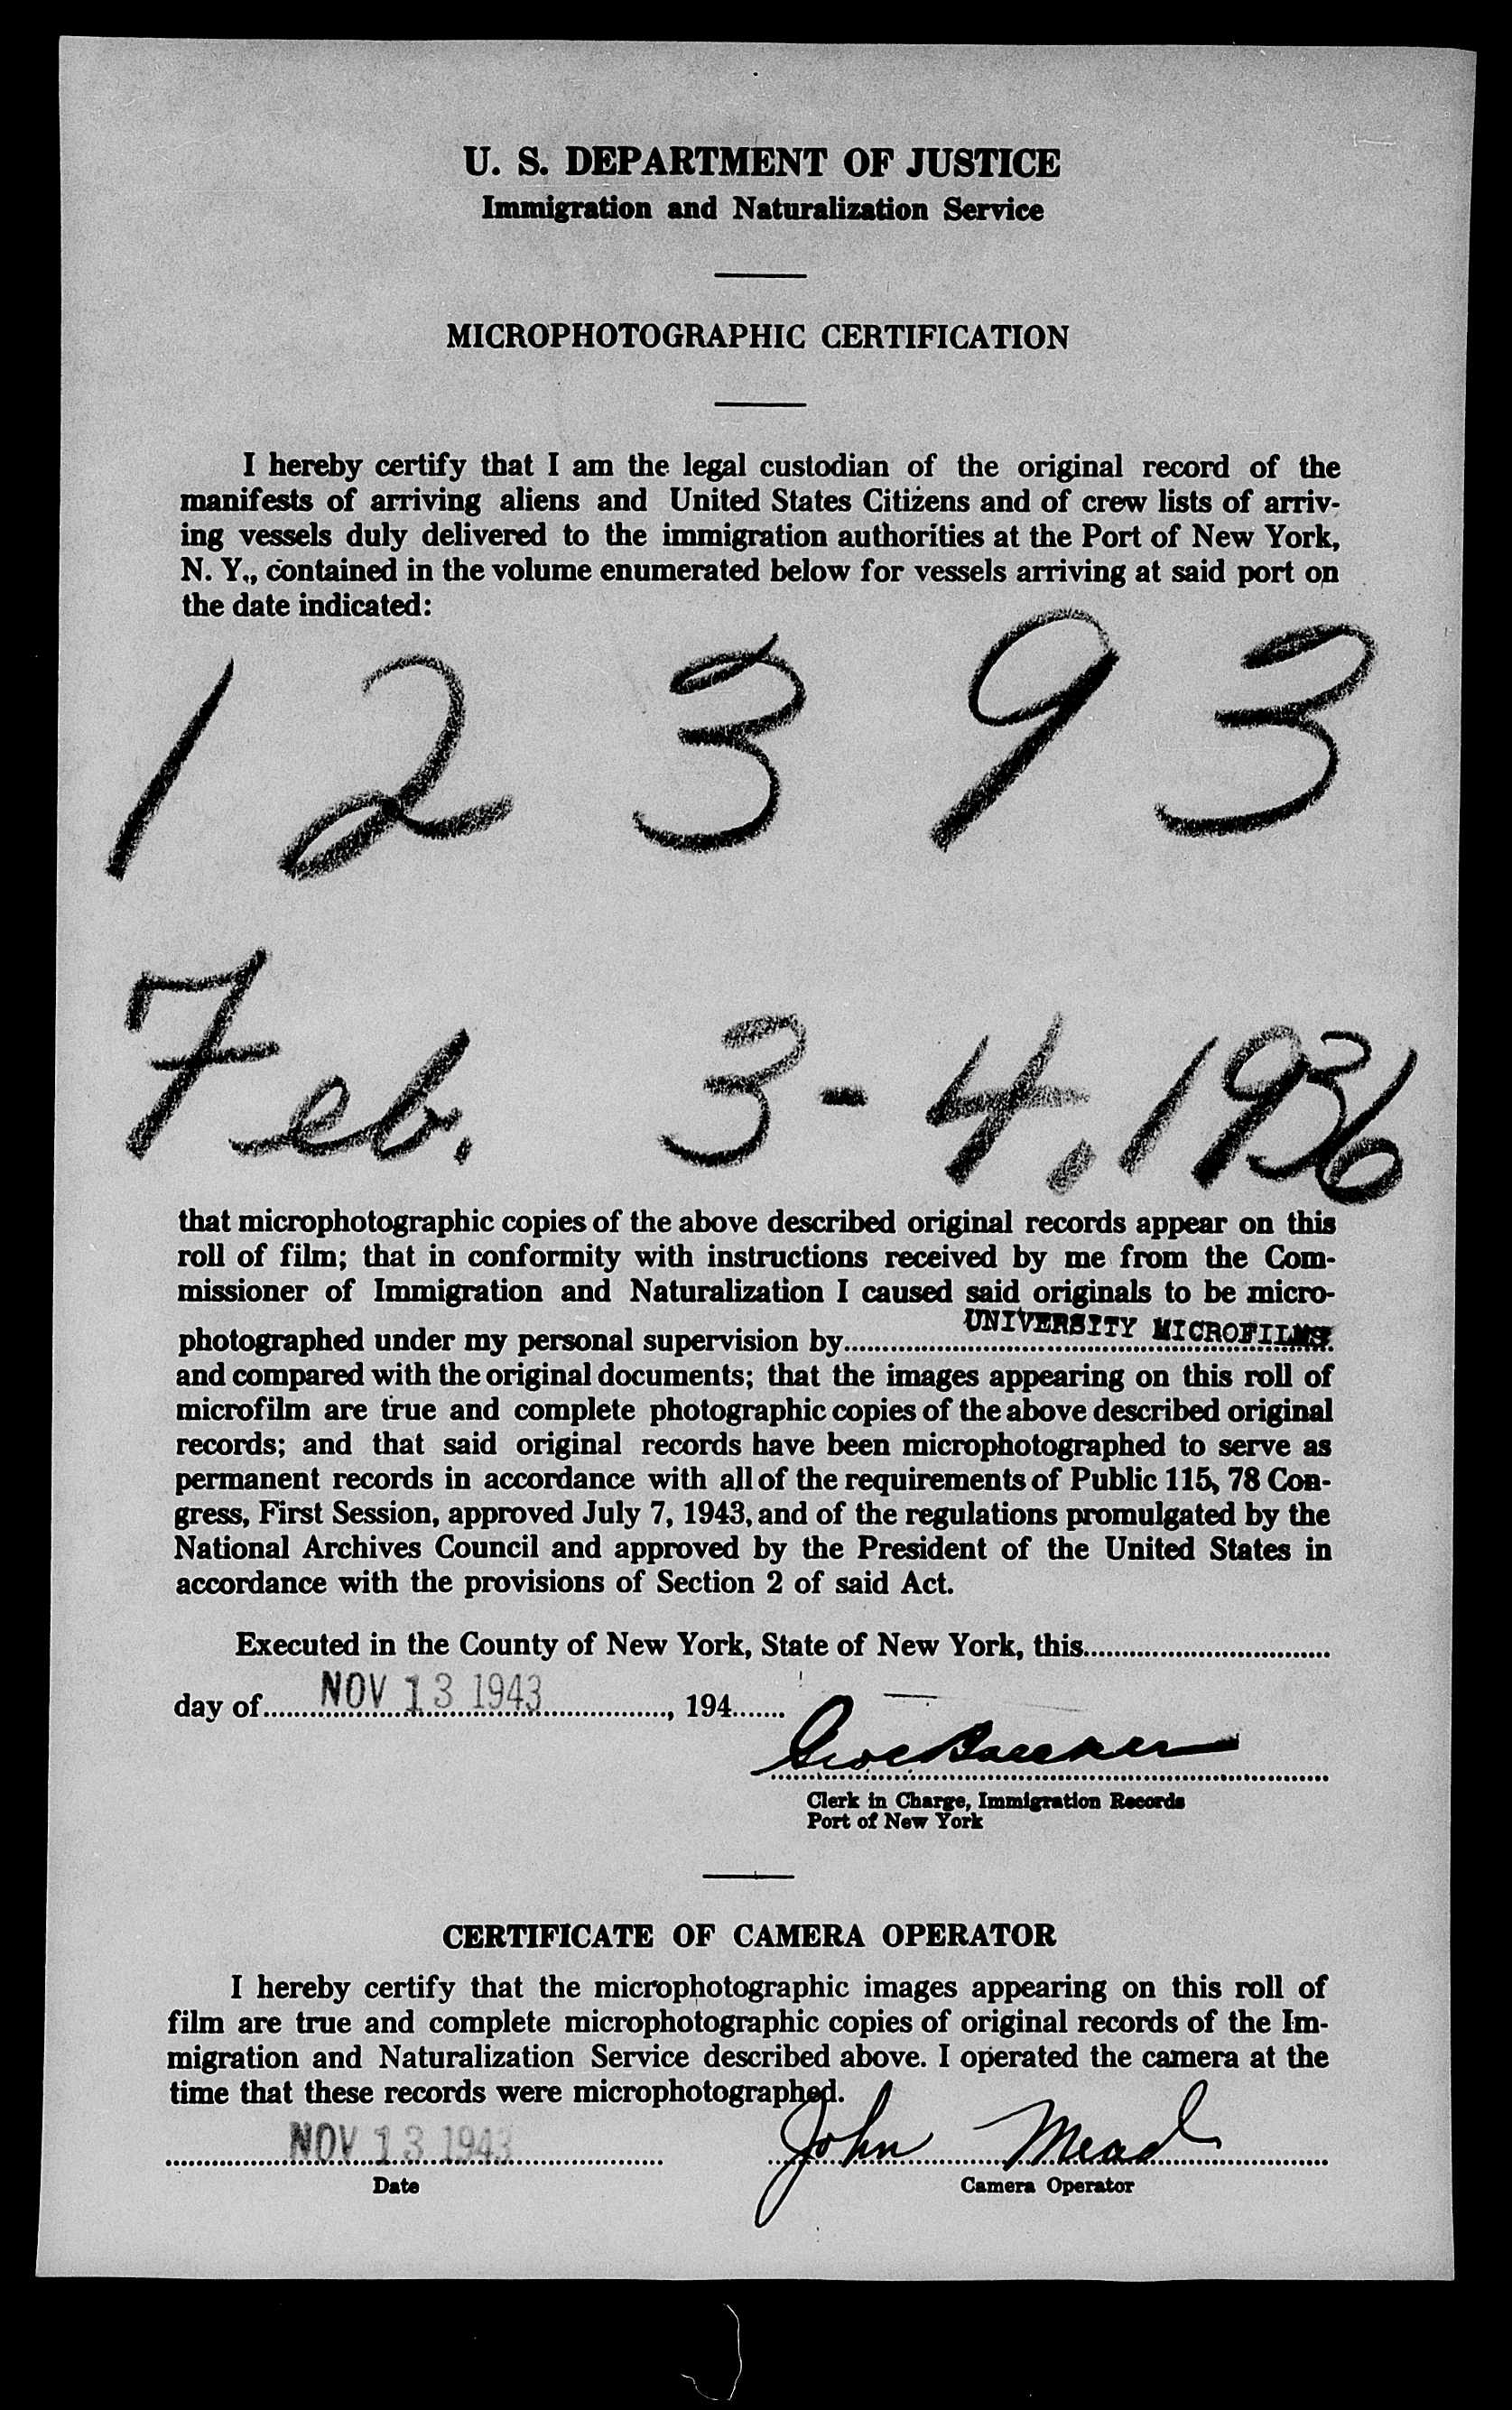 U. S. DEPARTMENT OF JUSTICE
Immigration and Naturalization Service
MICROPHOTOGRAPHIC CERTIFICATION
I hereby certify that I am the legal custodian of the original record of the
manifests of arriving aliens and United States Citizens and of crew lists of arriv-
ing vessels duly delivered to the immigration authorities at the Port of New York,
N. Y., contained in the volume enumerated below for vessels arriving at said port on
the date indicated:
1 2 3 9 3
Feb. 3-4, 1936
that microphotographic copies of the above described original records appear on this
roll of film; that in conformity with instructions received by me from the Com-
missioner of Immigration and Naturalization I caused said originals to be micro-
photographed under my personal supervision by UNIVERSITY MICROFILMS
and compared with the original documents; that the images appearing on this roll of
microfilm are true and complete photographic copies of the above described original
records; and that said original records have been microphotographed to serve as
permanent records in accordance with all of the requirements of Public 115, 78 Con-
gress, First Session, approved July 7, 1943, and of the regulations promulgated by the
National Archives Council and approved by the President of the United States in
accordance with the provisions of Section 2 of said Act.
Executed in the County of New York, State of New York, this
day of NOV 13 1943, 194
Clerk in Charge, Immigration Records
Port of New York
CERTIFICATE OF CAMERA OPERATOR
I hereby certify that the microphotographic images appearing on this roll of
film are true and complete microphotographic copies of original records of the Im-
migration and Naturalization Service described above. I operated the camera at the
time that these records were microphotographed.
NOV 13 1943 John Mead
Date Camera Operator